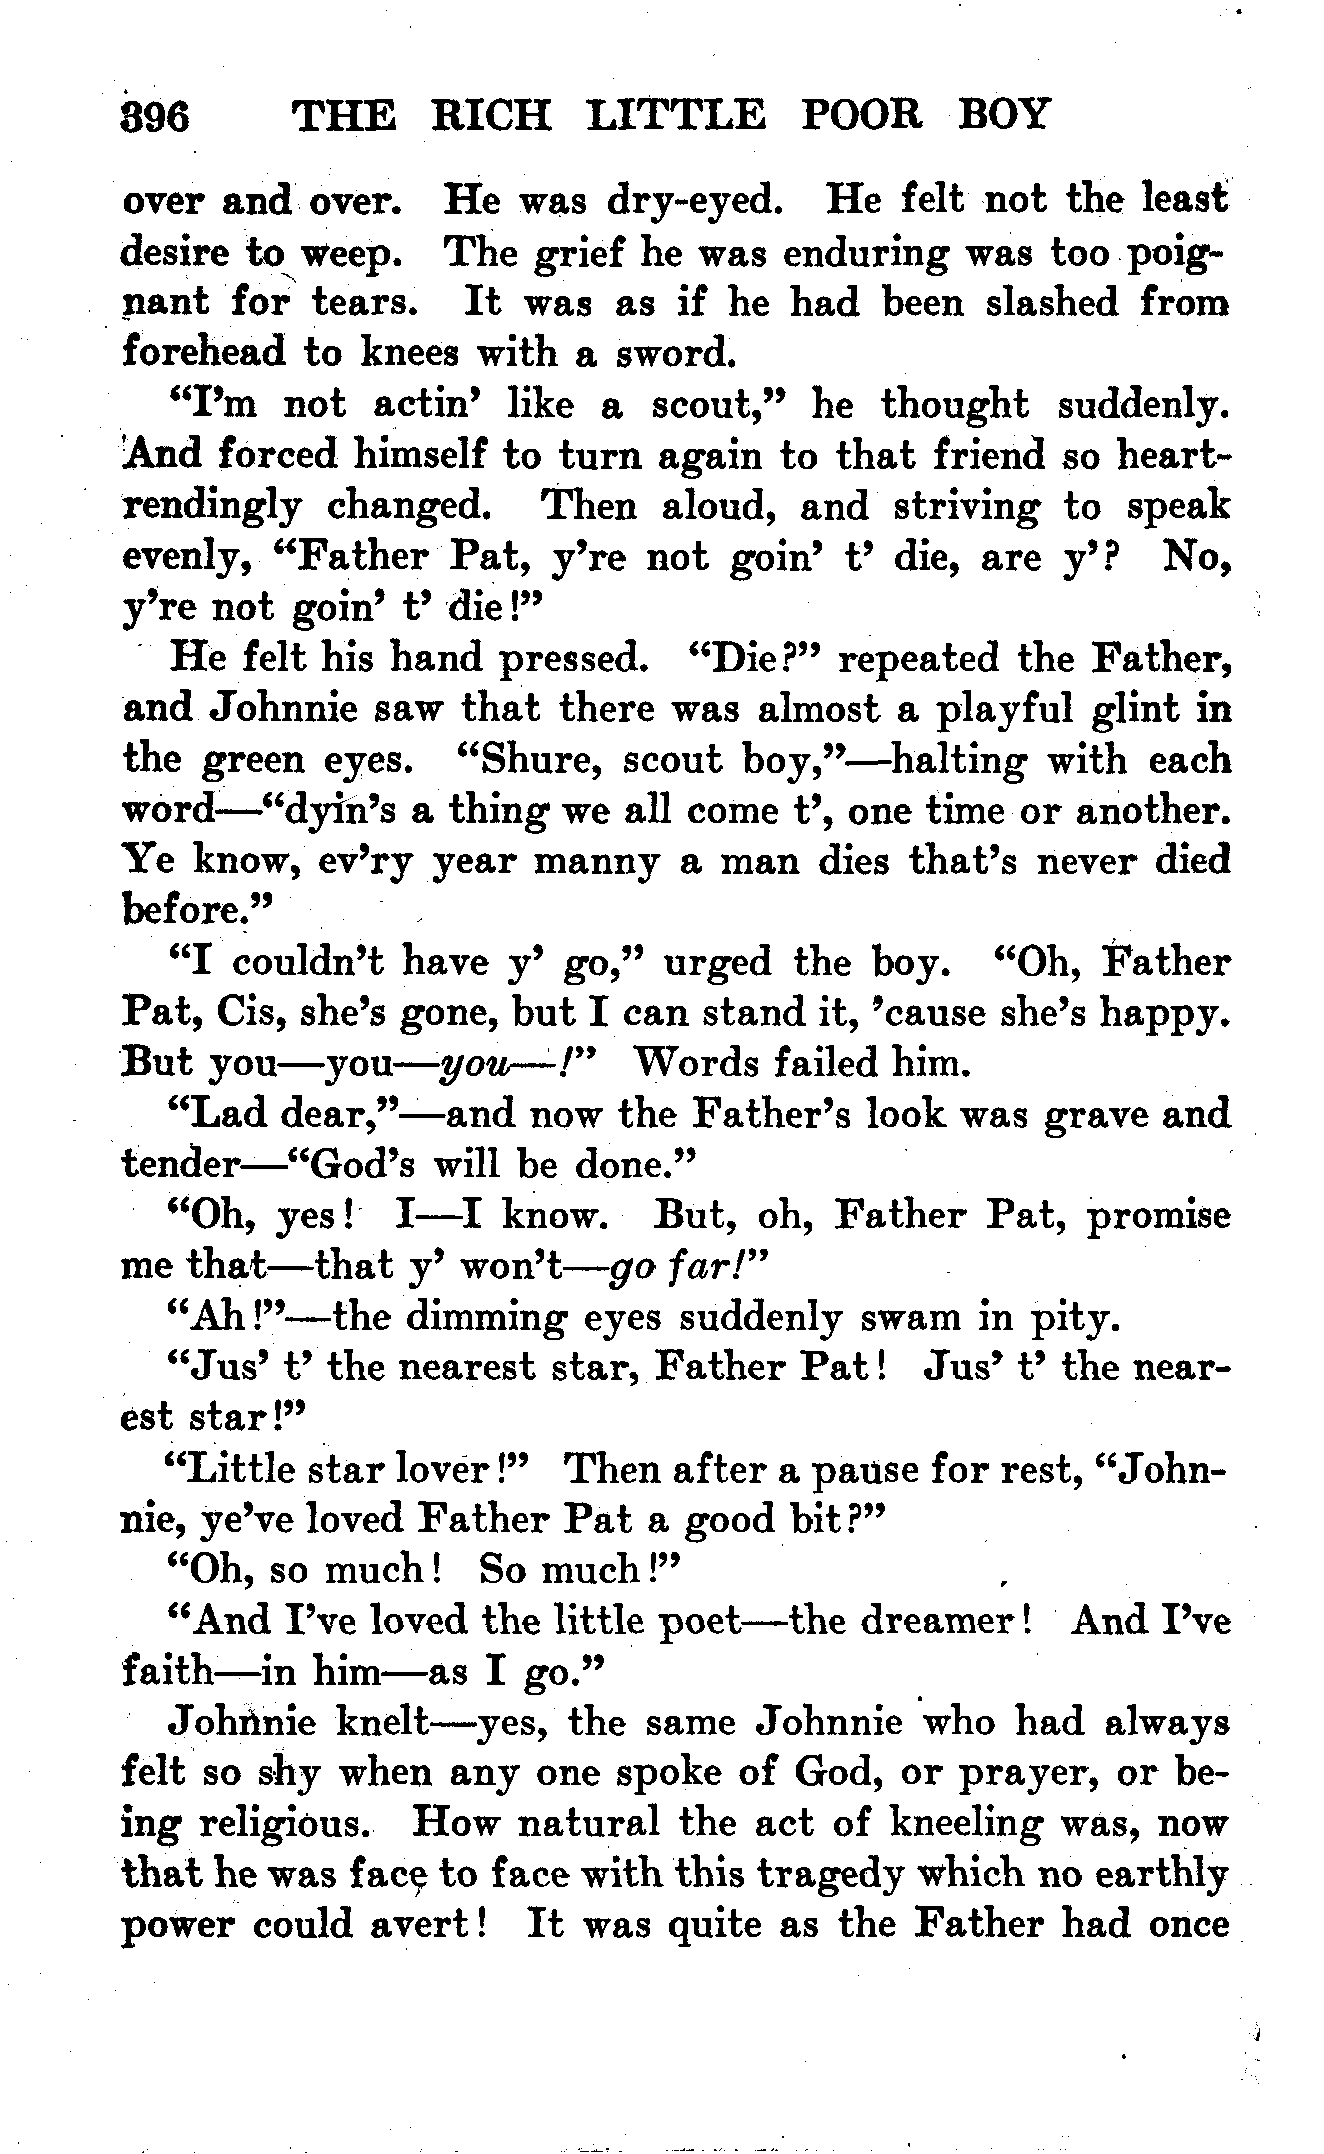 396 THE RICH LITTLE POOR BOY
over and over. He was dry-eyed. He felt not the least
desire to weep. The grief he was enduring was too poig-
nant for tears. It was as if he had been slashed from
forehead to knees with a sword.
“I’m not actin’ like a scout,” he thought suddenly.
And forced himself to turn again to that friend so heart-
rendingly changed. Then aloud, and striving to speak
evenly, “Father Pat, y’re not goin’ t’ die, are y’? No,
y’re not goin’ t’ die!”
He felt his hand pressed. “Die?” repeated the Father,
and Johnnie saw that there was almost a playful glint in
the green eyes. “Shure, scout boy,”—halting with each
word—“dyin’s a thing we all come t’, one time or another.
Ye know, ev’ry year manny a man dies that’s never died
before.”
“I couldn’t have y’ go,” urged the boy. “Oh, Father
Pat, Cis, she’s gone, but I can stand it, ’cause she’s happy.
But you—you—you—!” Words failed him.
“Lad dear,”—and now the Father’s look was grave and
tender—“God’s will be done.”
“Oh, yes! I—I know. But, oh, Father Pat, promise
me that—that y’ won’t—go far!”
“Ah!”—the dimming eyes suddenly swam in pity.
“Jus’ t’ the nearest star, Father Pat! Jus’ t’ the near-
est star!”
“Little star lover!” Then after a pause for rest, “John-
nie, ye’ve loved Father Pat a good bit?”
“Oh, so much! So much!”
“And I’ve loved the little poet—the dreamer! And I’ve
faith—in him—as I go.”
Johnnie knelt—yes, the same Johnnie who had always
felt so shy when any one spoke of God, or prayer, or be-
ing religious. How natural the act of kneeling was, now
that he was face to face with this tragedy which no earthly
power could avert! It was quite as the Father had once